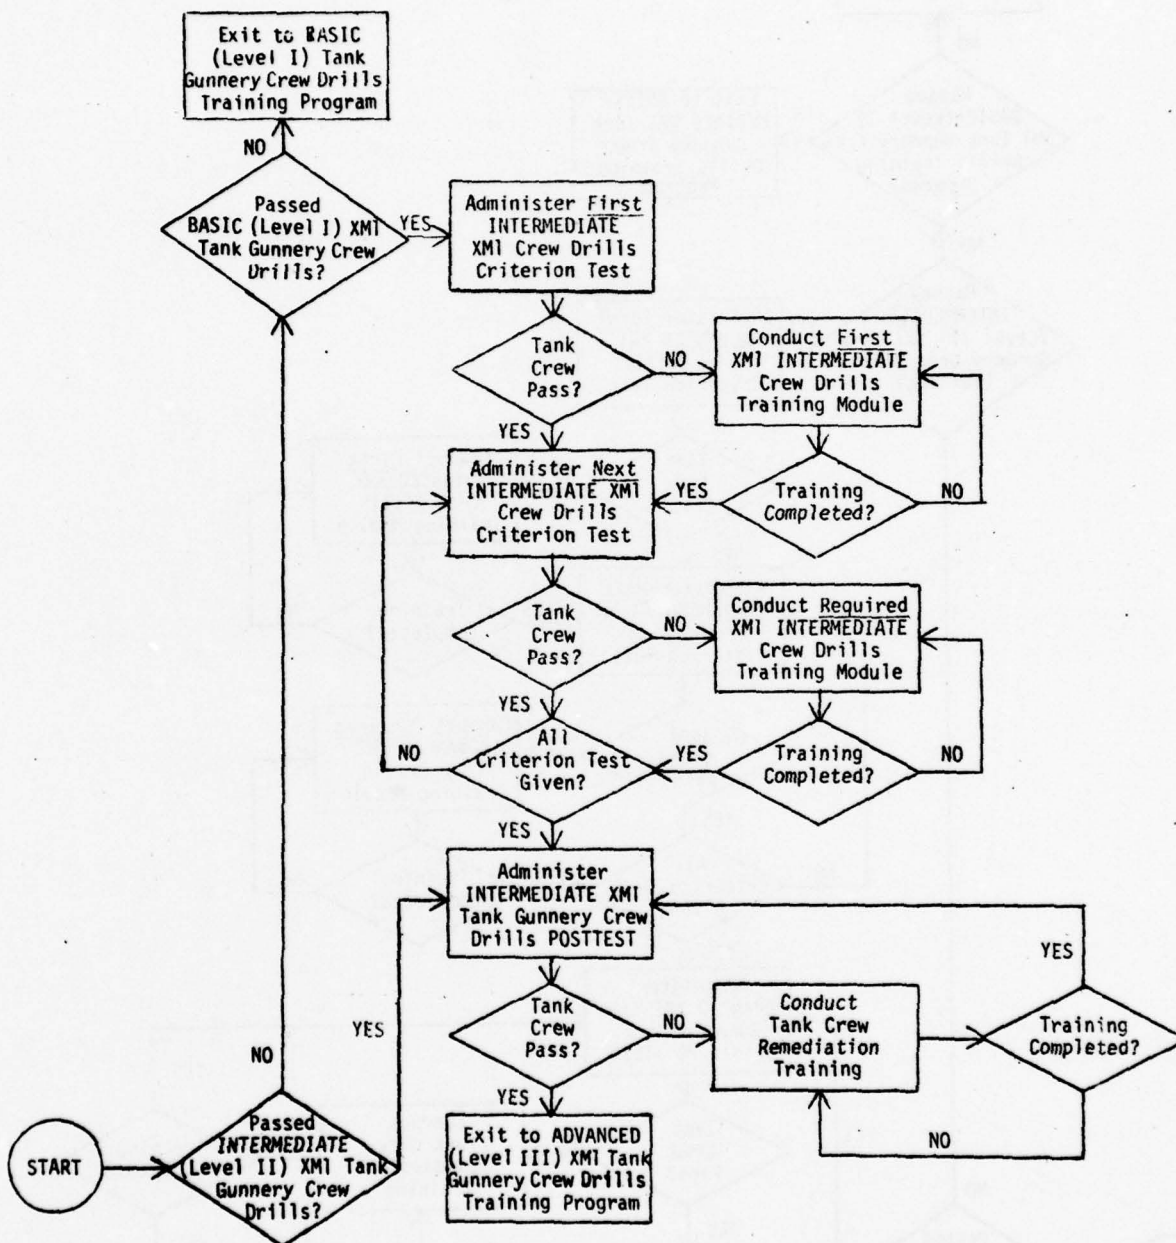 Exit to BASIC
(Level I) Tank
Gunnery Crew Drills
Training Program
NO
Passed
BASIC (Level I) XM1
Tank Gunnery Crew
Drills?
YES
Administer First
INTERMEDIATE
XM1 Crew Drills
Criterion Test
Tank
Crew
Pass?
NO
Conduct First
XM1 INTERMEDIATE
Crew Drills
Training Module
YES
Administer Next
INTERMEDIATE XM1
Crew Drills
Criterion Test
YES
Training
Completed?
NO
Tank
Crew
Pass?
NO
Conduct Required
XM1 INTERMEDIATE
Crew Drills
Training Module
YES
NO
All
Criterion Test
Given?
YES
Training
Completed?
NO
YES
Administer
INTERMEDIATE XM1
Tank Gunnery Crew
Drills POSTTEST
YES
YES
Tank
Crew
Pass?
NO
Conduct
Tank Crew
Remediation
Training
Training
Completed?
NO
NO
YES
START
Passed
INTERMEDIATE
(Level II) XM1 Tank
Gunnery Crew
Drills?
Exit to ADVANCED
(Level III) XM1 Tank
Gunnery Crew Drills
Training Program